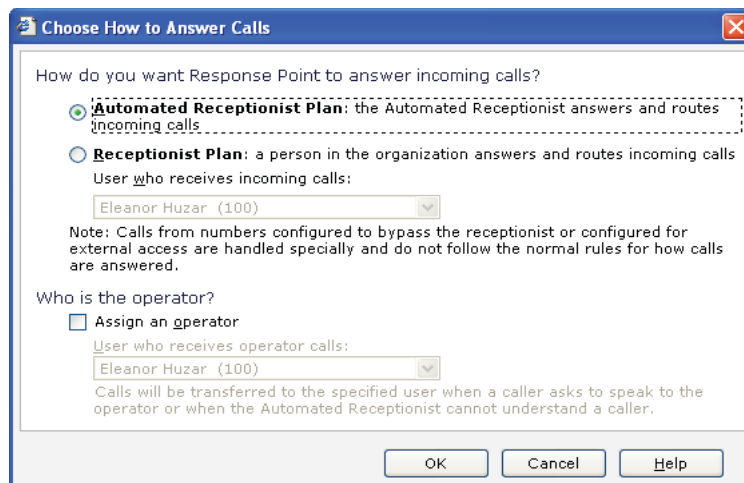 Choose How to Answer Calls
How do you want Response Point to answer incoming calls?
Automated Receptionist Plan: the Automated Receptionist answers and routes
incoming calls
Receptionist Plan: a person in the organization answers and routes incoming calls
User who receives incoming calls:
Eleanor Huzar (100)
Note: Calls from numbers configured to bypass the receptionist or configured for
external access are handled specially and do not follow the normal rules for how calls
are answered.
Who is the operator?
Assign an operator
User who receives operator calls:
Eleanor Huzar (100)
Calls will be transferred to the specified user when a caller asks to speak to the
operator or when the Automated Receptionist cannot understand a caller.
OK Cancel Help